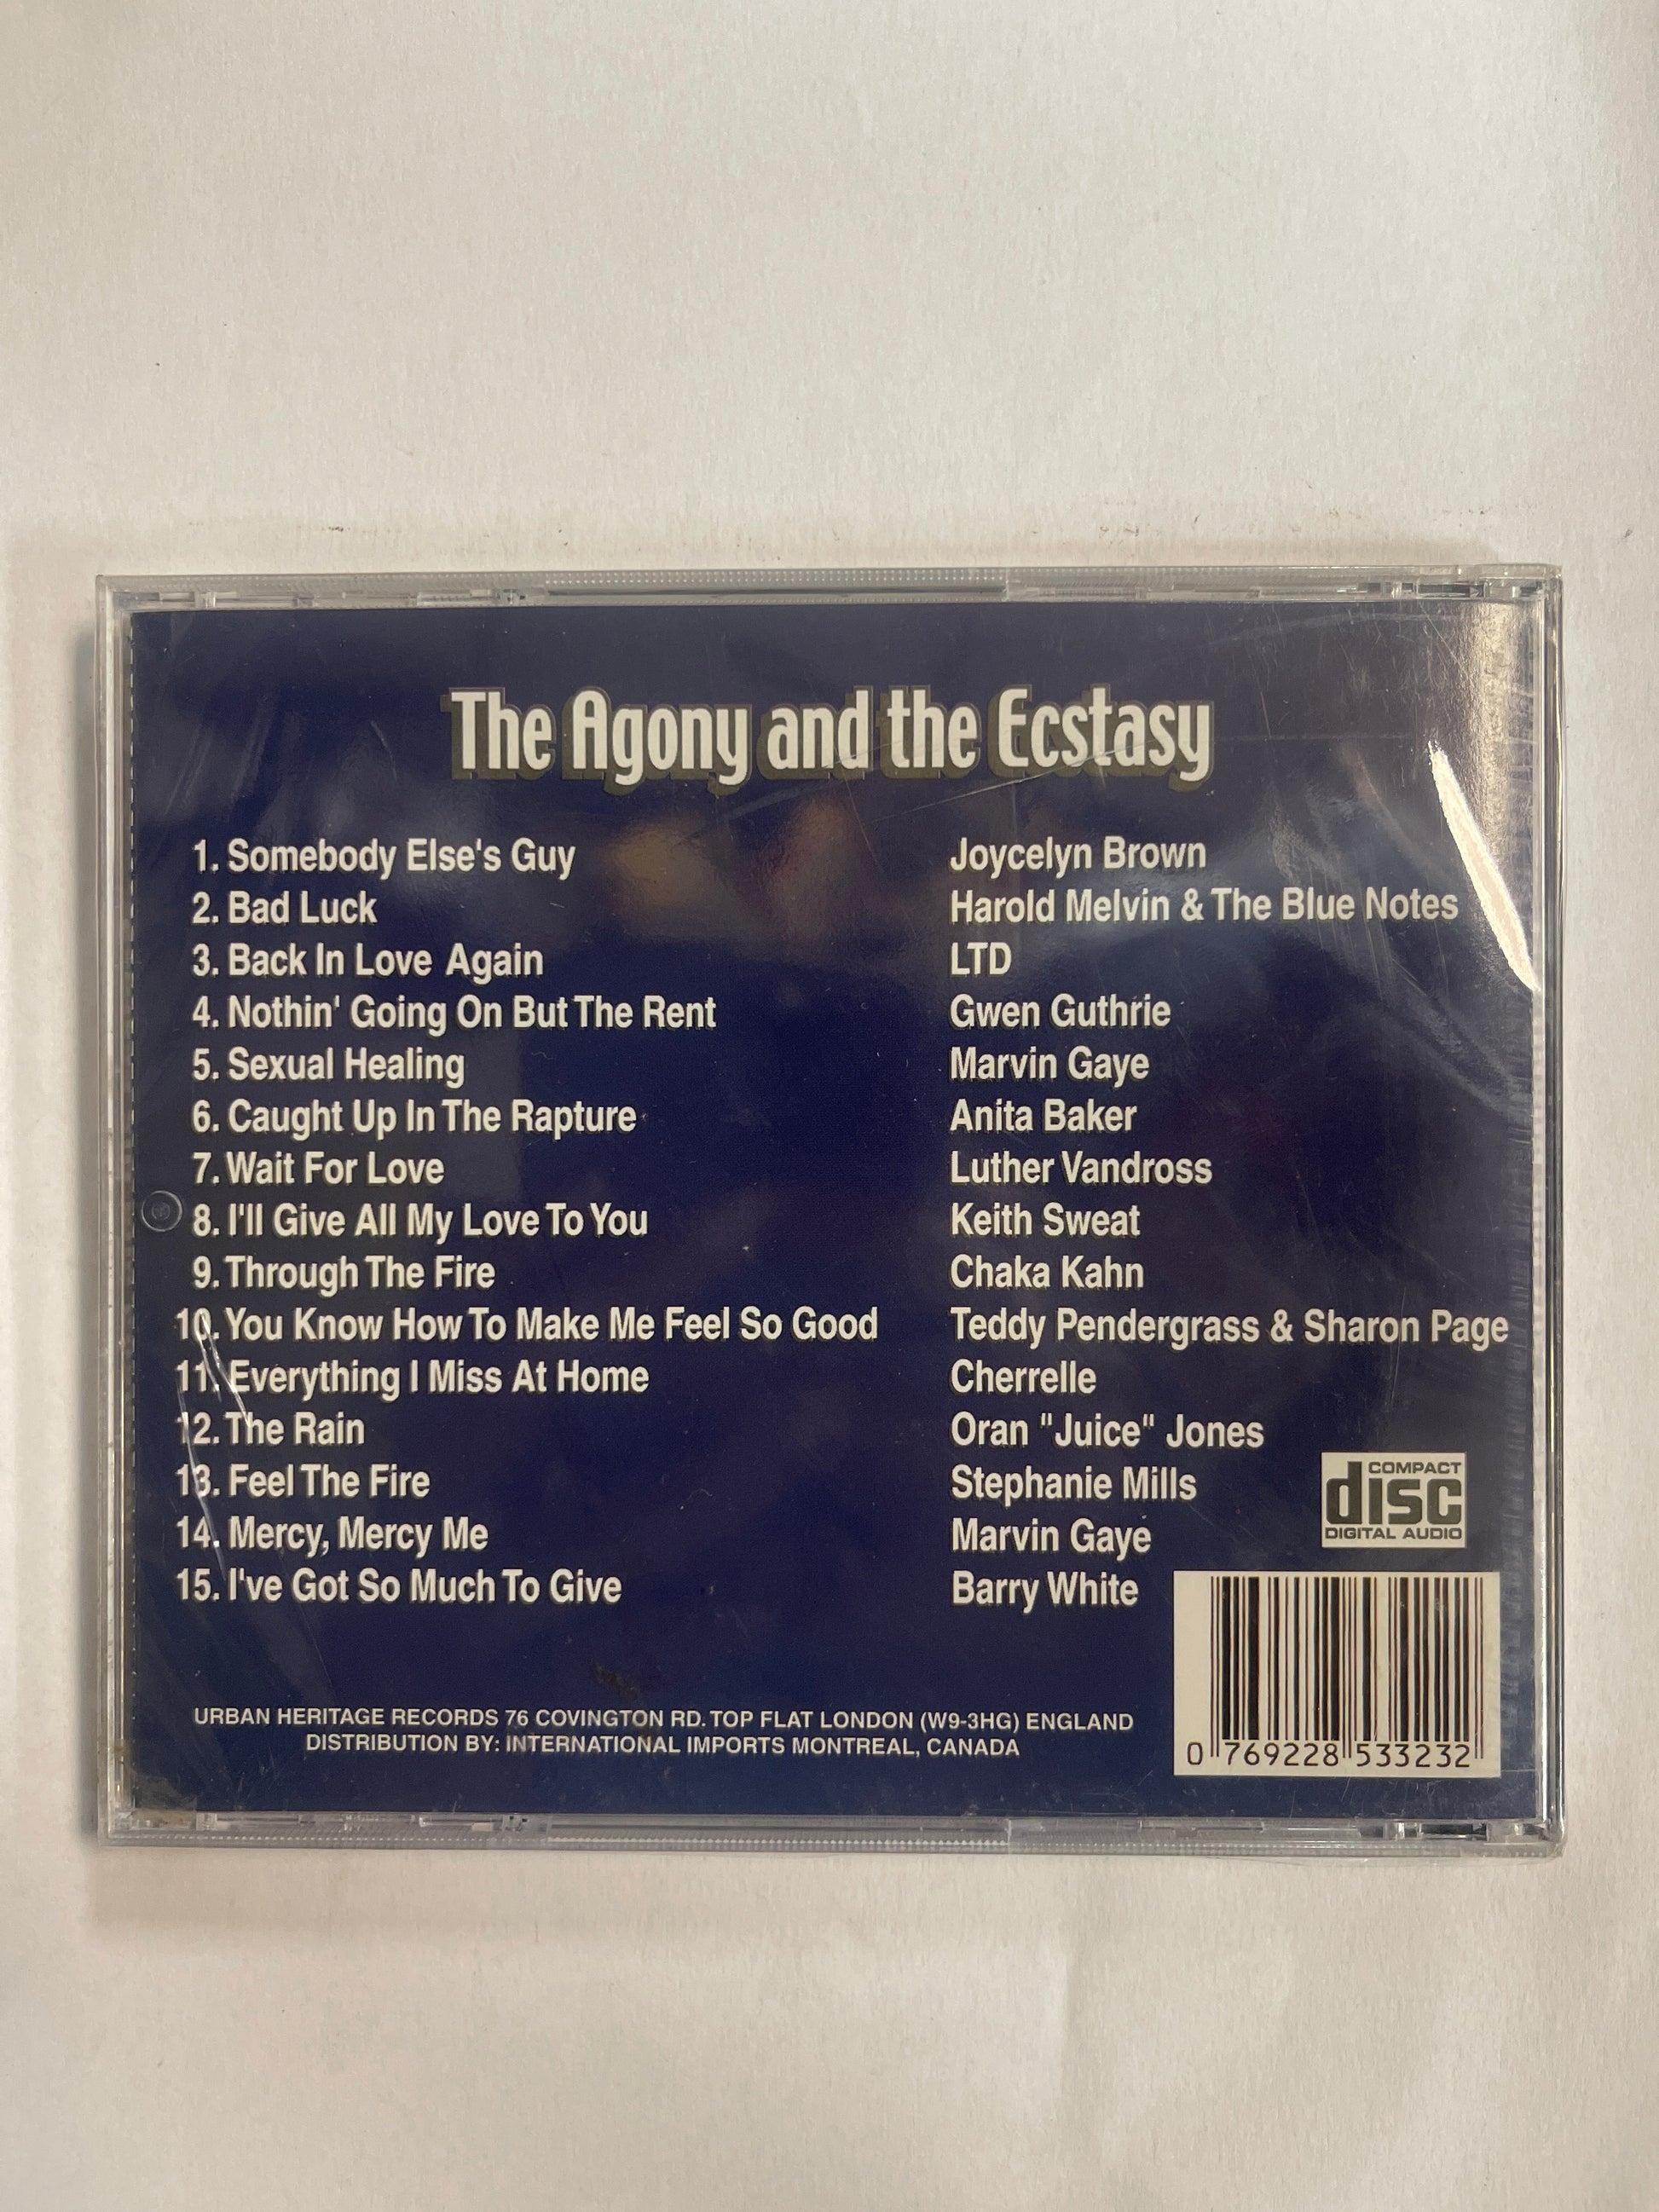 The Agony and the Ecstasy
1. Somebody Else's Guy Joycelyn Brown
2. Bad Luck Harold Melvin & The Blue Notes
3. Back In Love Again LTD
4. Nothin' Going On But The Rent Gwen Guthrie
5. Sexual Healing Marvin Gaye
6. Caught Up In The Rapture Anita Baker
7. Wait For Love Luther Vandross
8. I'll Give All My Love To You Keith Sweat
9. Through The Fire Chaka Kahn
10. You Know How To Make Me Feel So Good Teddy Pendergrass & Sharon Page
11. Everything I Miss At Home Cherrelle
12. The Rain Oran "Juice" Jones
13. Feel The Fire Stephanie Mills
14. Mercy, Mercy Me Marvin Gaye
15. I've Got So Much To Give Barry White
COMPACT
disc
DIGITAL AUDIO
URBAN HERITAGE RECORDS 76 COVINGTON RD. TOP FLAT LONDON (W9-3HG) ENGLAND
DISTRIBUTION BY: INTERNATIONAL IMPORTS MONTREAL, CANADA
0 769228 533232